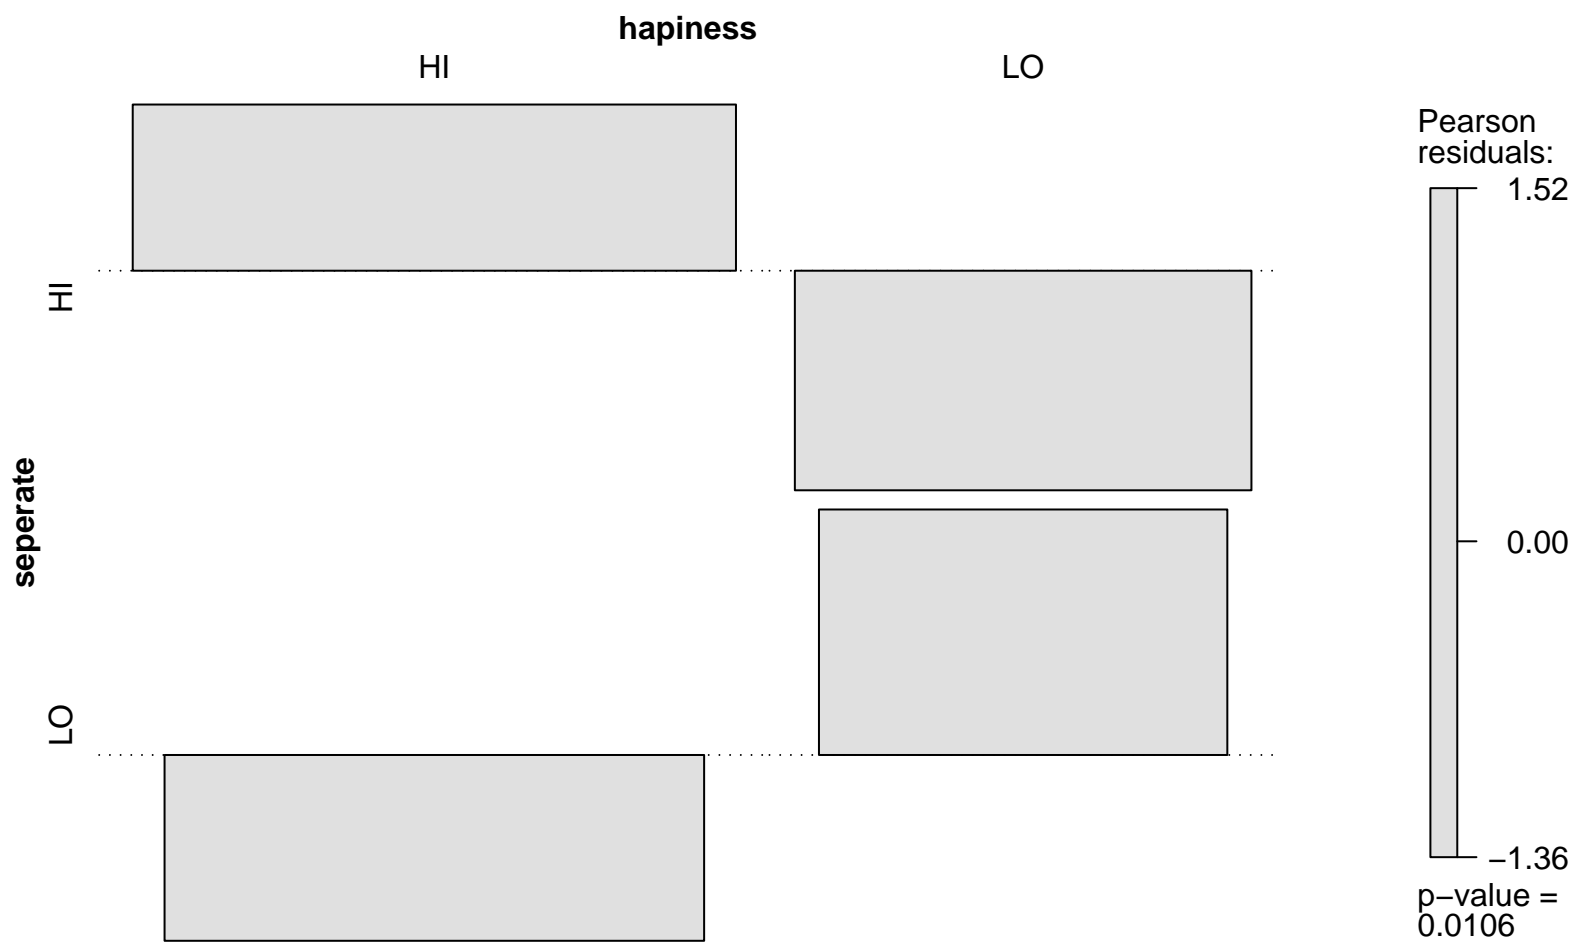 hapiness
HI
LO
HI
seperate
LO
Pearson
residuals:
1.52
0.00
−1.36
p−value =
0.0106